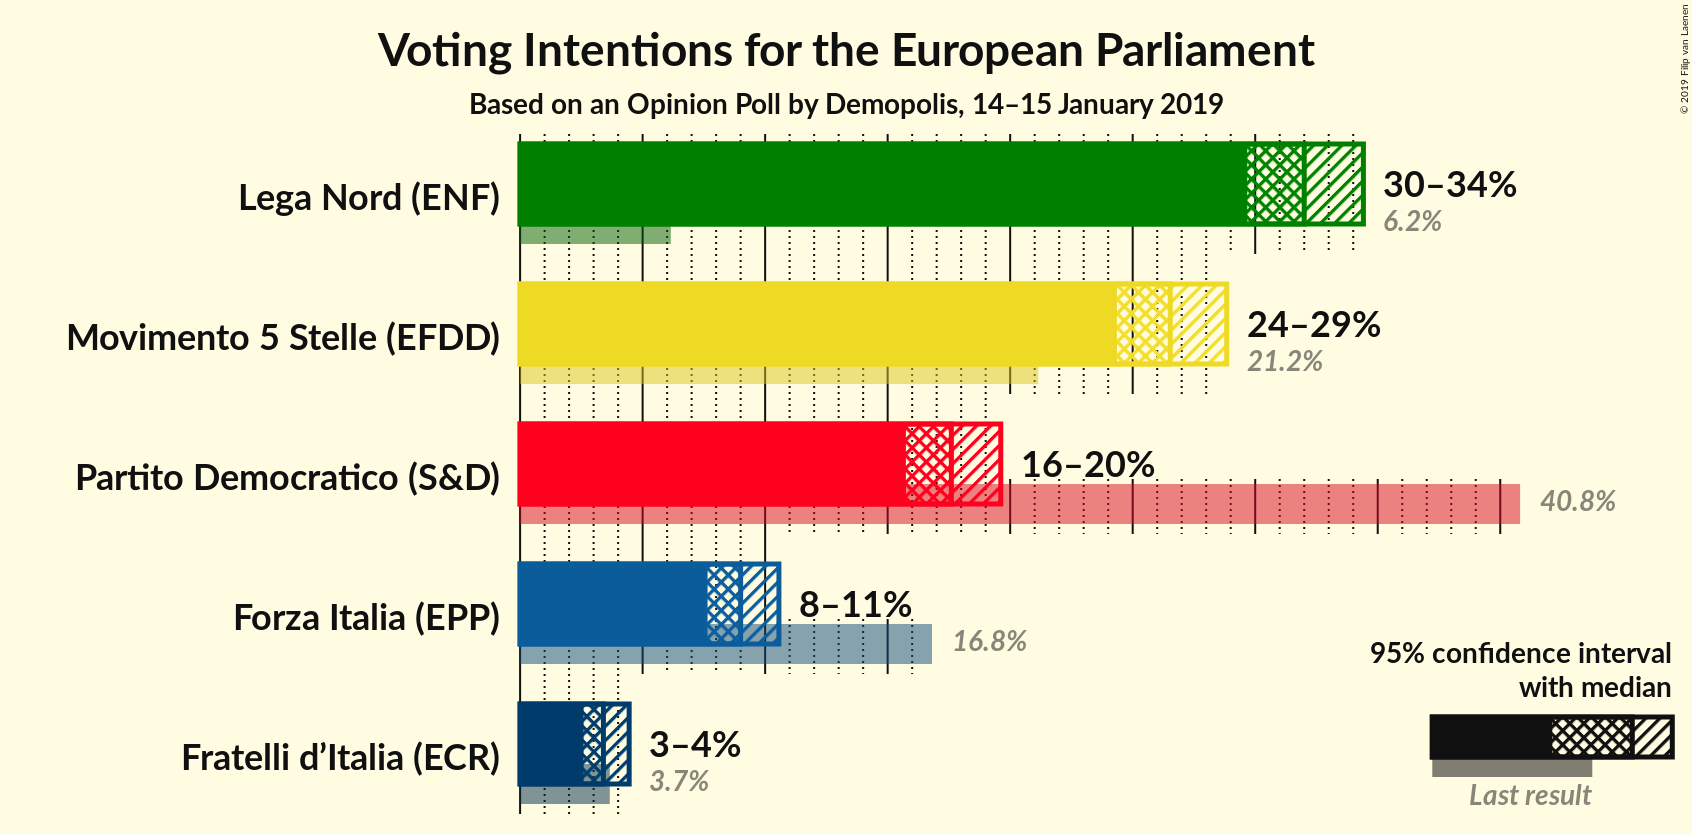 Voting Intentions for the European Parliament
Based on an Opinion Poll by Demopolis, 14–15 January 2019
© 2019 Filip van Laenen
Lega Nord (ENF)
30–34%
6.2%
Movimento 5 Stelle (EFDD)
24–29%
21.2%
Partito Democratico (S&D)
16–20%
40.8%
Forza Italia (EPP)
8–11%
16.8%
Fratelli d’Italia (ECR)
3–4%
3.7%
95% confidence interval
with median
Last result